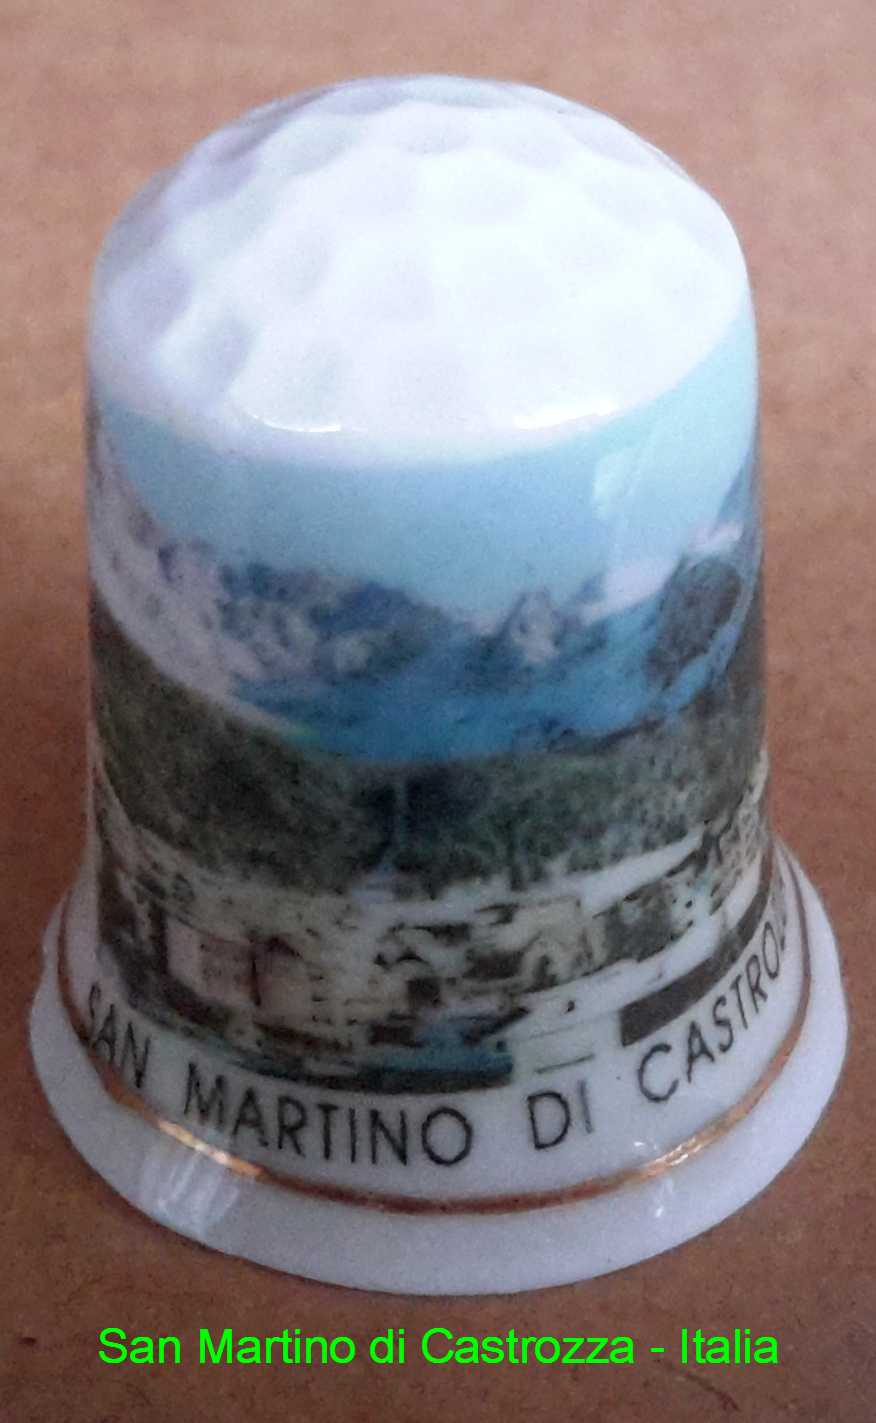 SAN MARTINO DI CASTRO
San Martino di Castrozza - Italia